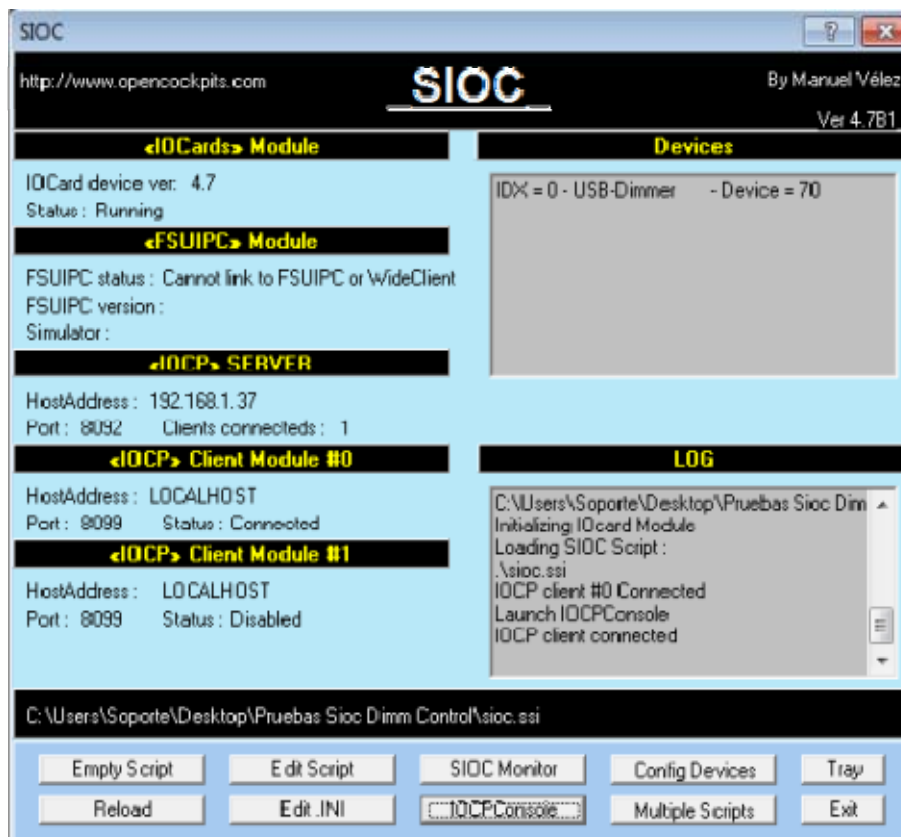 SIOC
http://www.opencockpits.com
_SIOC_
By Manuel Vélez
Ver 4.7B1
«IOCards» Module
IOCard device ver: 4.7
Status : Running
«FSUIPC» Module
FSUIPC status : Cannot link to FSUIPC or WideClient
FSUIPC version :
Simulator :
«IOCP» SERVER
HostAddress : 192.168.1.37
Port : 8092 Clients connecteds : 1
«IOCP» Client Module #0
HostAddress : LOCALHOST
Port : 8099 Status : Connected
«IOCP» Client Module #1
HostAddress : LOCALHOST
Port : 8099 Status : Disabled
Devices
IDX = 0 - USB-Dimmer - Device = 70
LOG
C:\Users\Soporte\Desktop\Pruebas Sioc Dim
Initializing IOcard Module
Loading SIOC Script :
.\sioc.ssi
IOCP client #0 Connected
Launch IOCPConsole
IOCP client connected
C:\Users\Soporte\Desktop\Pruebas Sioc Dimm Control\sioc.ssi
Empty Script Edit Script SIOC Monitor Config Devices Tray
Reload Edit .INI IOCPConsole Multiple Scripts Exit